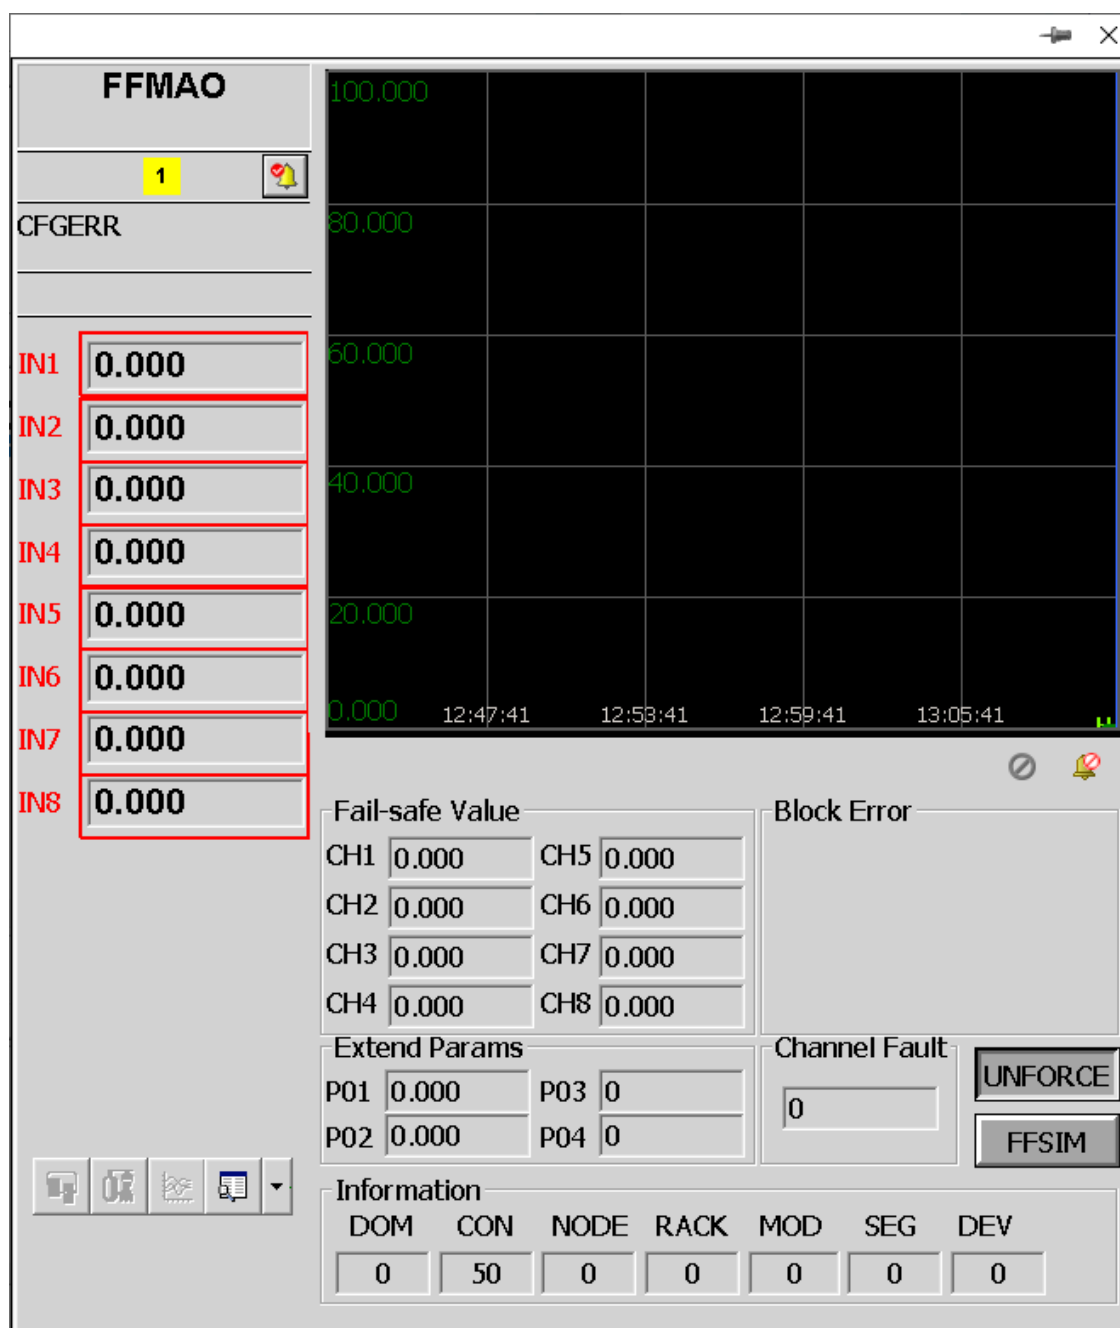 FFMAO
1
CFGERR
IN1 0.000
IN2 0.000
IN3 0.000
IN4 0.000
IN5 0.000
IN6 0.000
IN7 0.000
IN8 0.000
100.000
80.000
60.000
40.000
20.000
0.000 12:47:41 12:53:41 12:59:41 13:05:41
Fail-safe Value
CH1 0.000 CH5 0.000
CH2 0.000 CH6 0.000
CH3 0.000 CH7 0.000
CH4 0.000 CH8 0.000
Block Error
Extend Params
P01 0.000 P03 0
P02 0.000 P04 0
Channel Fault
0
UNFORCE
FFSIM
Information
DOM CON NODE RACK MOD SEG DEV
0 50 0 0 0 0 0